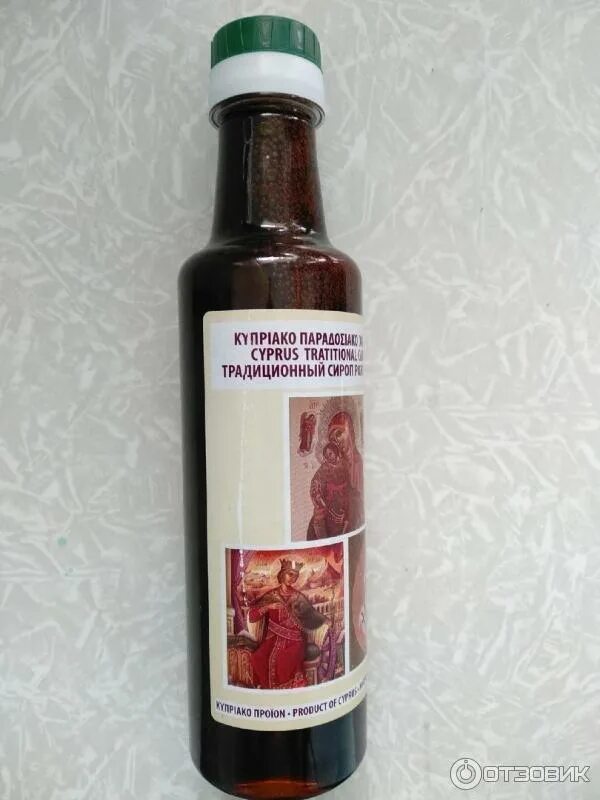 ΚΥΠΡΙΑΚΟ ΠΑΡΑΔΟΣΙΑΚΟ
CYPRUS TRATITIONAL
ТРАДИЦИОННЫЙ СИРОП
ΚΥΠΡΙΑΚΟ ΠΡΟΪΟΝ • PRODUCT OF CYPRUS •
ОТЗОВИК